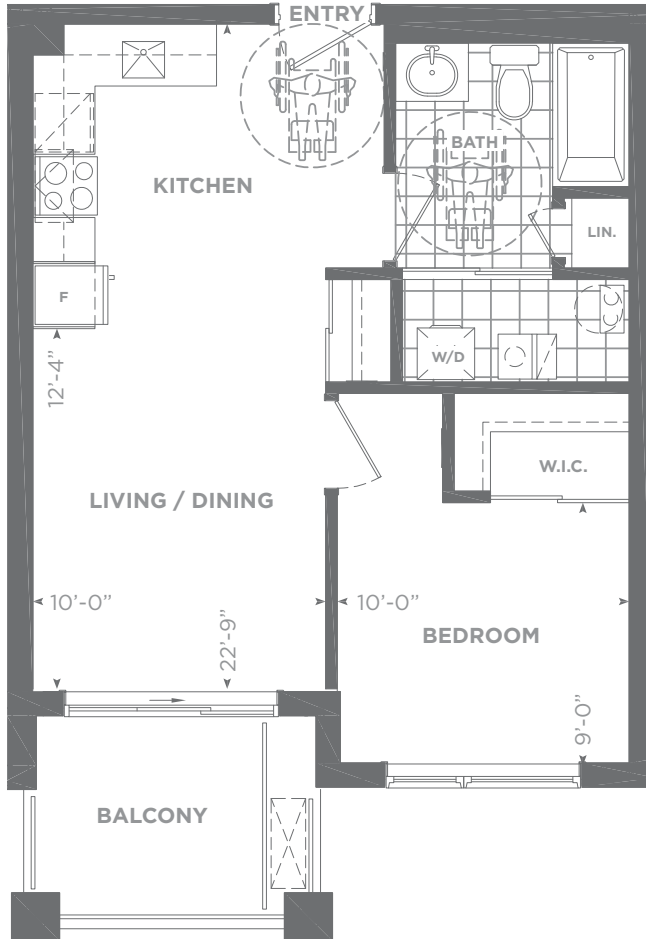 ENTRY
BATH
KITCHEN
LIN.
F
W/D
12'-4"
W.I.C.
LIVING / DINING
10'-0"
10'-0"
22'-9"
BEDROOM
9'-0"
BALCONY